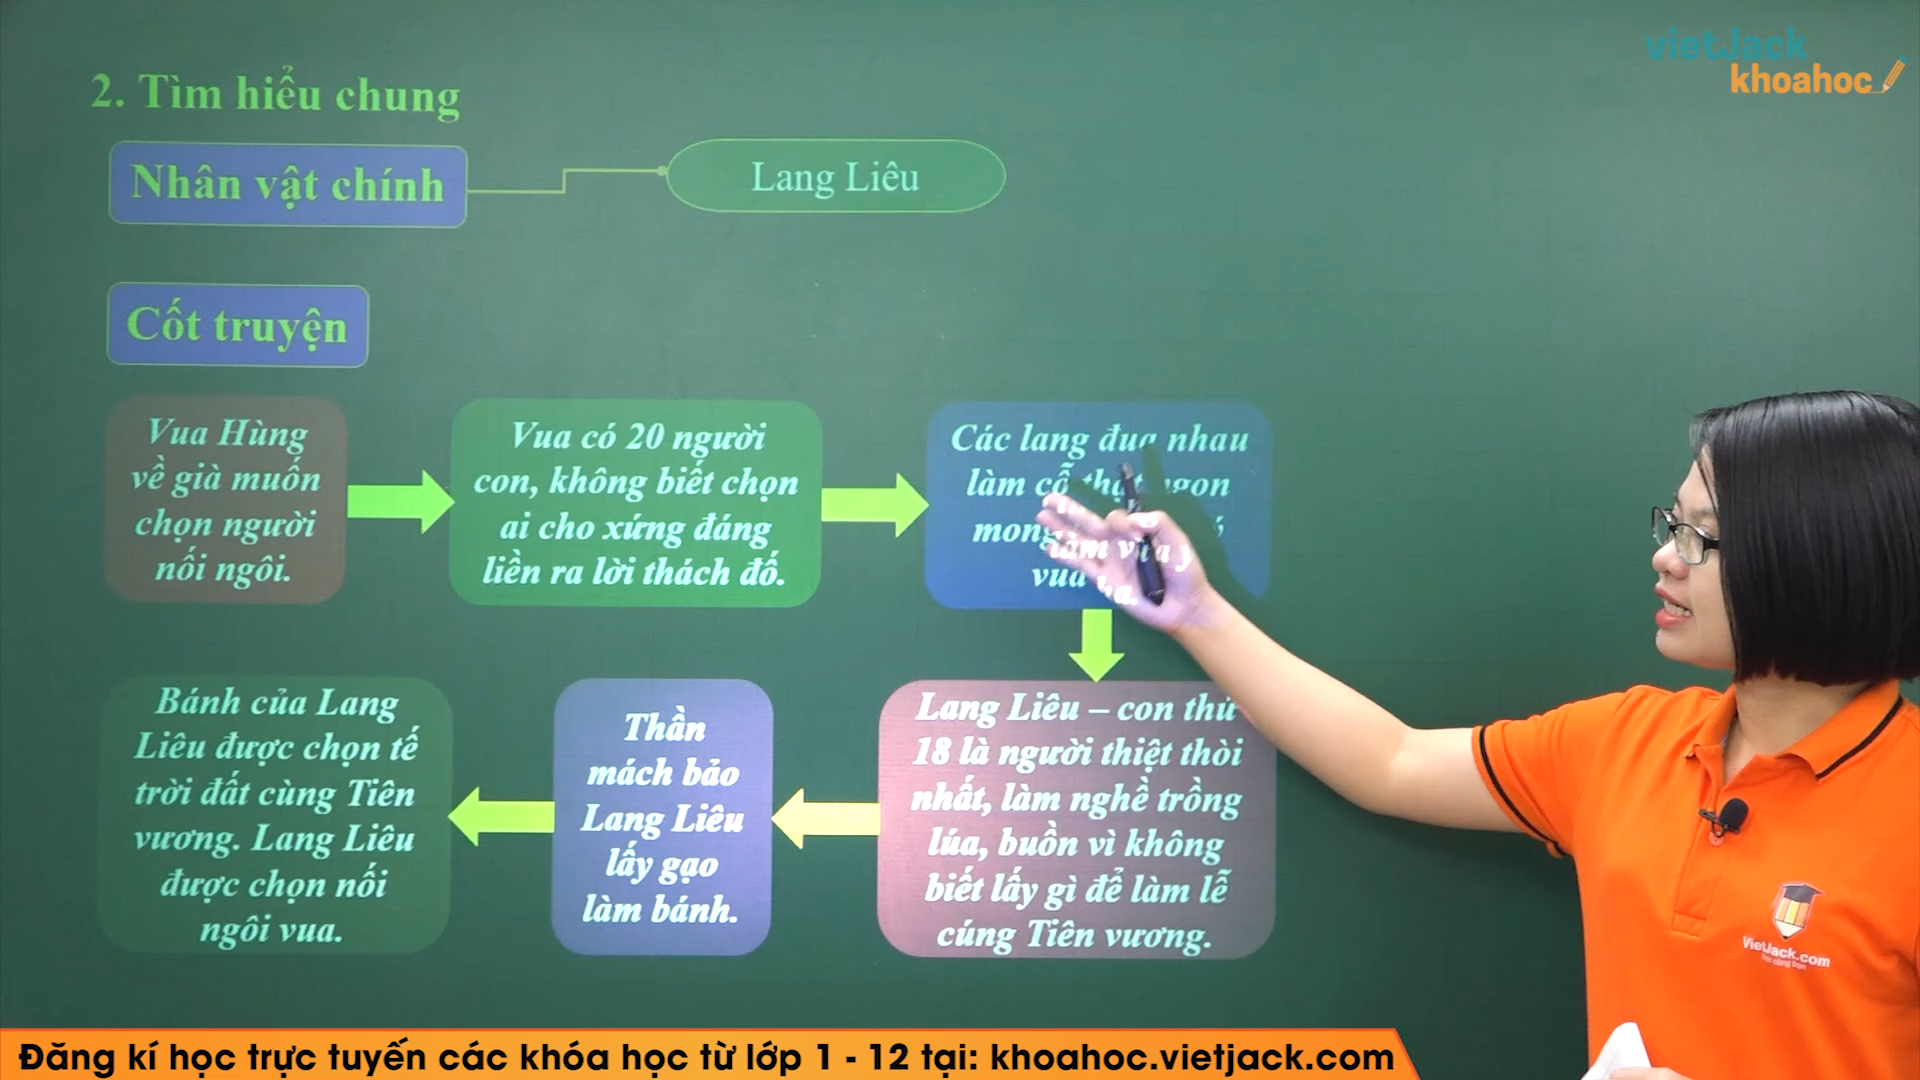 vietJack
khoahoc
2. Tìm hiểu chung
Nhân vật chính
Lang Liêu
Cốt truyện
Vua Hùng
về già muốn
chọn người
nối ngôi.
Vua có 20 người
con, không biết chọn
ai cho xứng đáng
liền ra lời thách đố.
Các lang đua nhau
làm cỗ thật ngon
mong
làm vừa ý
vua
Lang Liêu – con thứ
18 là người thiệt thòi
nhất, làm nghề trồng
lúa, buồn vì không
biết lấy gì để làm lễ
cúng Tiên vương.
Thần
mách bảo
Lang Liêu
lấy gạo
làm bánh.
Bánh của Lang
Liêu được chọn tế
trời đất cùng Tiên
vương. Lang Liêu
được chọn nối
ngôi vua.
VietJack.com
Đăng kí học trực tuyến các khóa học từ lớp 1 - 12 tại: khoahoc.vietjack.com